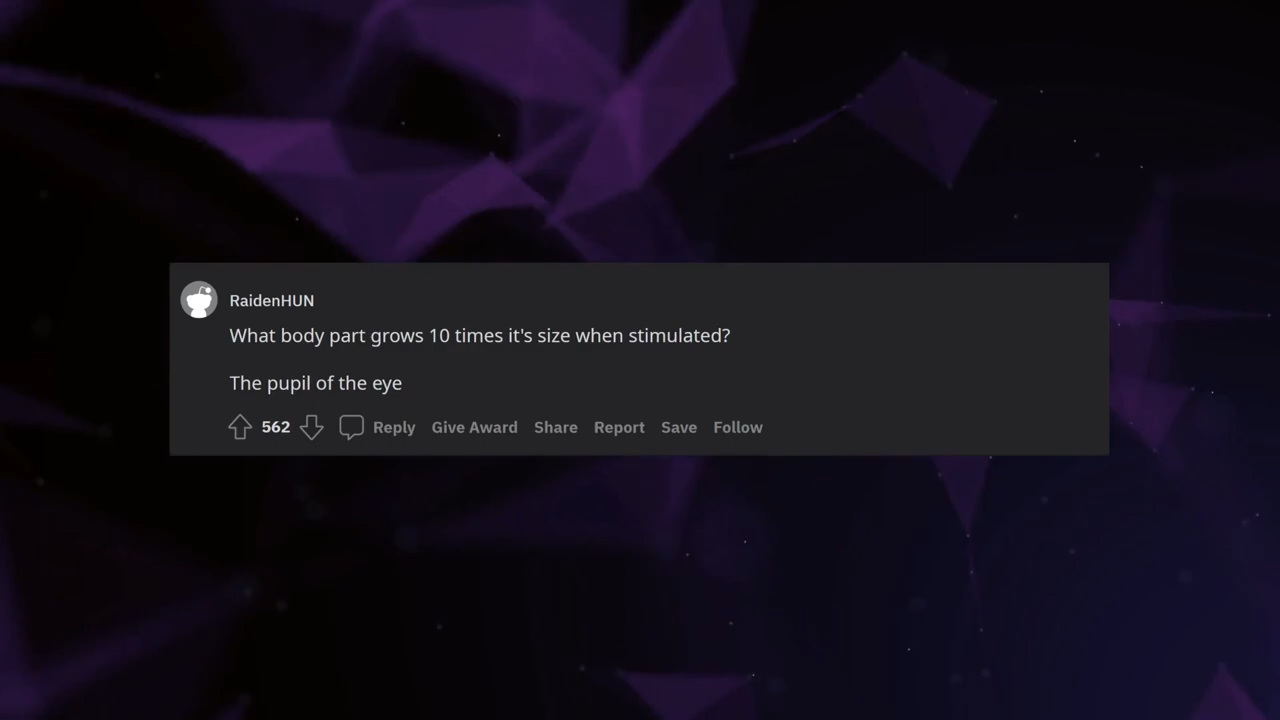 RaidenHUN
What body part grows 10 times it's size when stimulated?
The pupil of the eye
562 Reply Give Award Share Report Save Follow